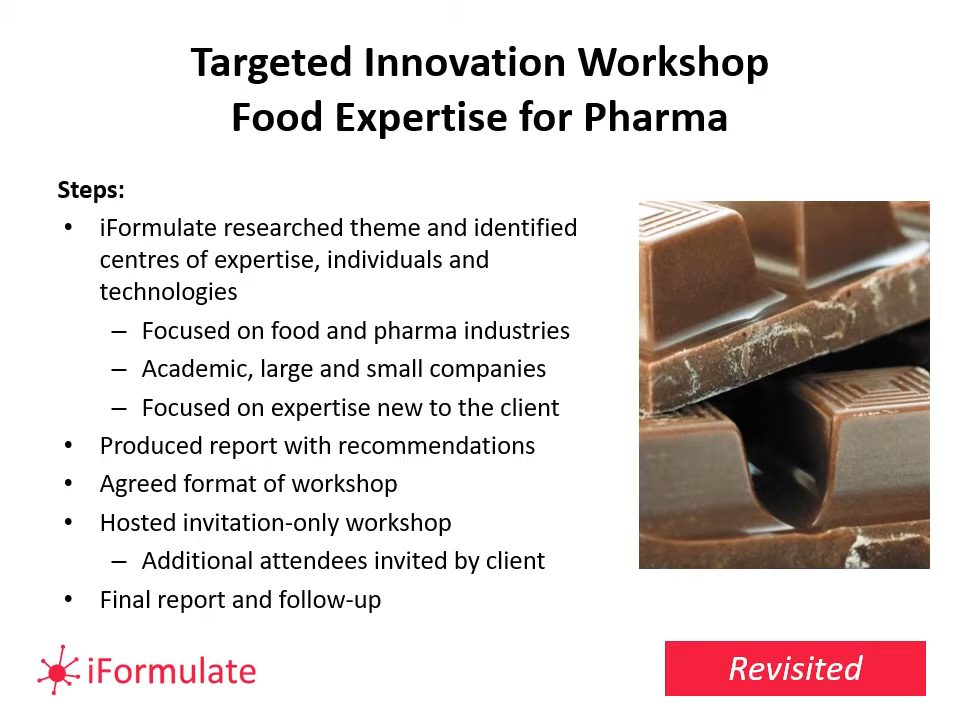 Targeted Innovation Workshop
Food Expertise for Pharma
Steps:
• iFormulate researched theme and identified
centres of expertise, individuals and
technologies
– Focused on food and pharma industries
– Academic, large and small companies
– Focused on expertise new to the client
• Produced report with recommendations
• Agreed format of workshop
• Hosted invitation-only workshop
– Additional attendees invited by client
• Final report and follow-up
iFormulate
Revisited